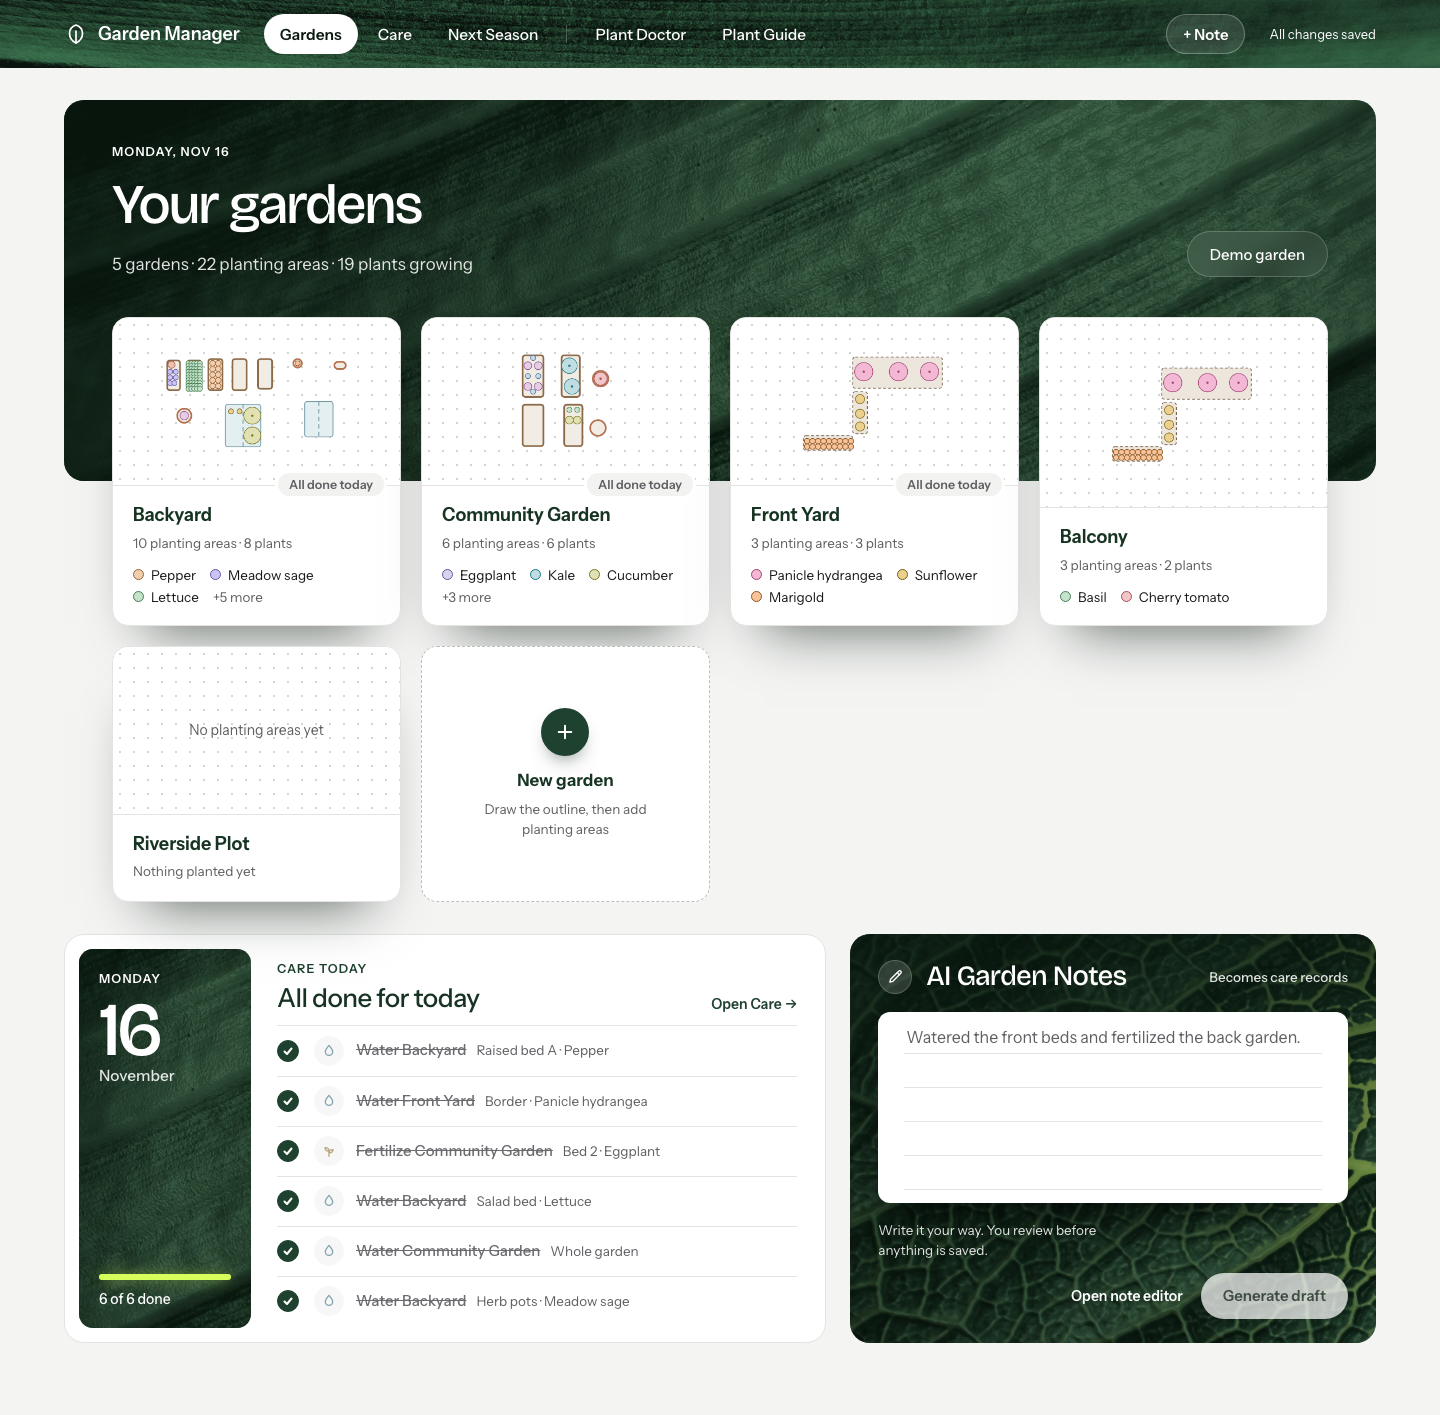 Garden Manager
Gardens
Care
Next Season
Plant Doctor
Plant Guide
+ Note
All changes saved
MONDAY, NOV 16
Your gardens
5 gardens · 22 planting areas · 19 plants growing
Demo garden
All done today
Backyard
10 planting areas · 8 plants
Pepper
Meadow sage
Lettuce
+5 more
All done today
Community Garden
6 planting areas · 6 plants
Eggplant
Kale
Cucumber
+3 more
All done today
Front Yard
3 planting areas · 3 plants
Panicle hydrangea
Sunflower
Marigold
Balcony
3 planting areas · 2 plants
Basil
Cherry tomato
No planting areas yet
Riverside Plot
Nothing planted yet
New garden
Draw the outline, then add
planting areas
MONDAY
16
November
6 of 6 done
CARE TODAY
All done for today
Open Care →
Water Backyard Raised bed A · Pepper
Water Front Yard Border · Panicle hydrangea
Fertilize Community Garden Bed 2 · Eggplant
Water Backyard Salad bed · Lettuce
Water Community Garden Whole garden
Water Backyard Herb pots · Meadow sage
AI Garden Notes
Becomes care records
Watered the front beds and fertilized the back garden.
Write it your way. You review before
anything is saved.
Open note editor
Generate draft